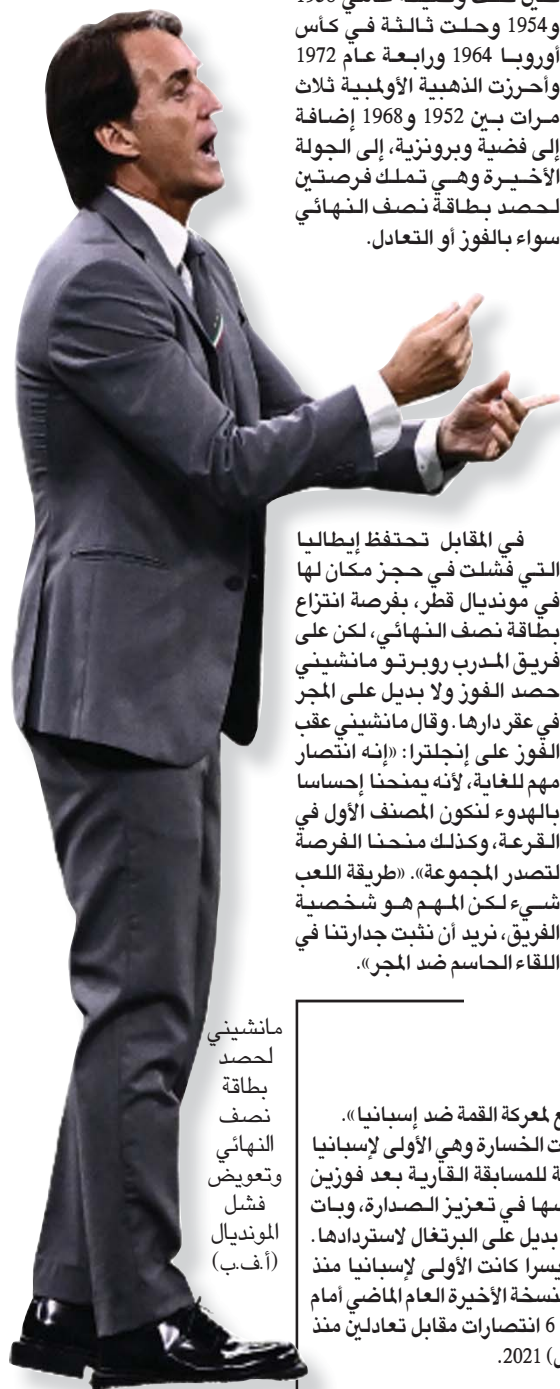 و1954 وحلت ثالثة في كأس
أوروبا 1964 ورابعة عام 1972
وأحرزت الذهبية الأولمبية ثلاث
مرات بين 1952 و1968 إضافة
إلى فضية وبرونزية، إلى الجولة
الأخيرة وهي تملك فرصتين
لحصد بطاقة نصف النهائي
سواء بالفوز أو التعادل.
في المقابل تحتفظ إيطاليا
التي فشلت في حجز مكان لها
في مونديال قطر، بفرصة انتزاع
بطاقة نصف النهائي، لكن على
فريق المدرب روبرتو مانشيني
حصد الفوز ولا بديل على المجر
في عقر دارها. وقال مانشيني عقب
الفوز على إنجلترا: «إنه انتصار
مهم للغاية، لأنه يمنحنا إحساسا
بالهدوء لنكون المصنف الأول في
القرعة، وكذلك منحنا الفرصة
لتصدر المجموعة». «طريقة اللعب
شيء لكن المهم هو شخصية
الفريق، نريد أن نثبت جدارتنا في
اللقاء الحاسم ضد المجر».
مانشيني
لحصد
بطاقة
نصف
النهائي
وتعويض
فشل
المونديال
(أ.ف.ب)
لمعركة القمة ضد إسبانيا».
الخسارة وهي الأولى لإسبانيا
للمسابقة القارية بعد فوزين
في تعزيز الصدارة، وبات
بديل على البرتغال لاستردادها.
كانت الأولى لإسبانيا منذ
الأخيرة العام الماضي أمام
6 انتصارات مقابل تعادلين منذ
2021.